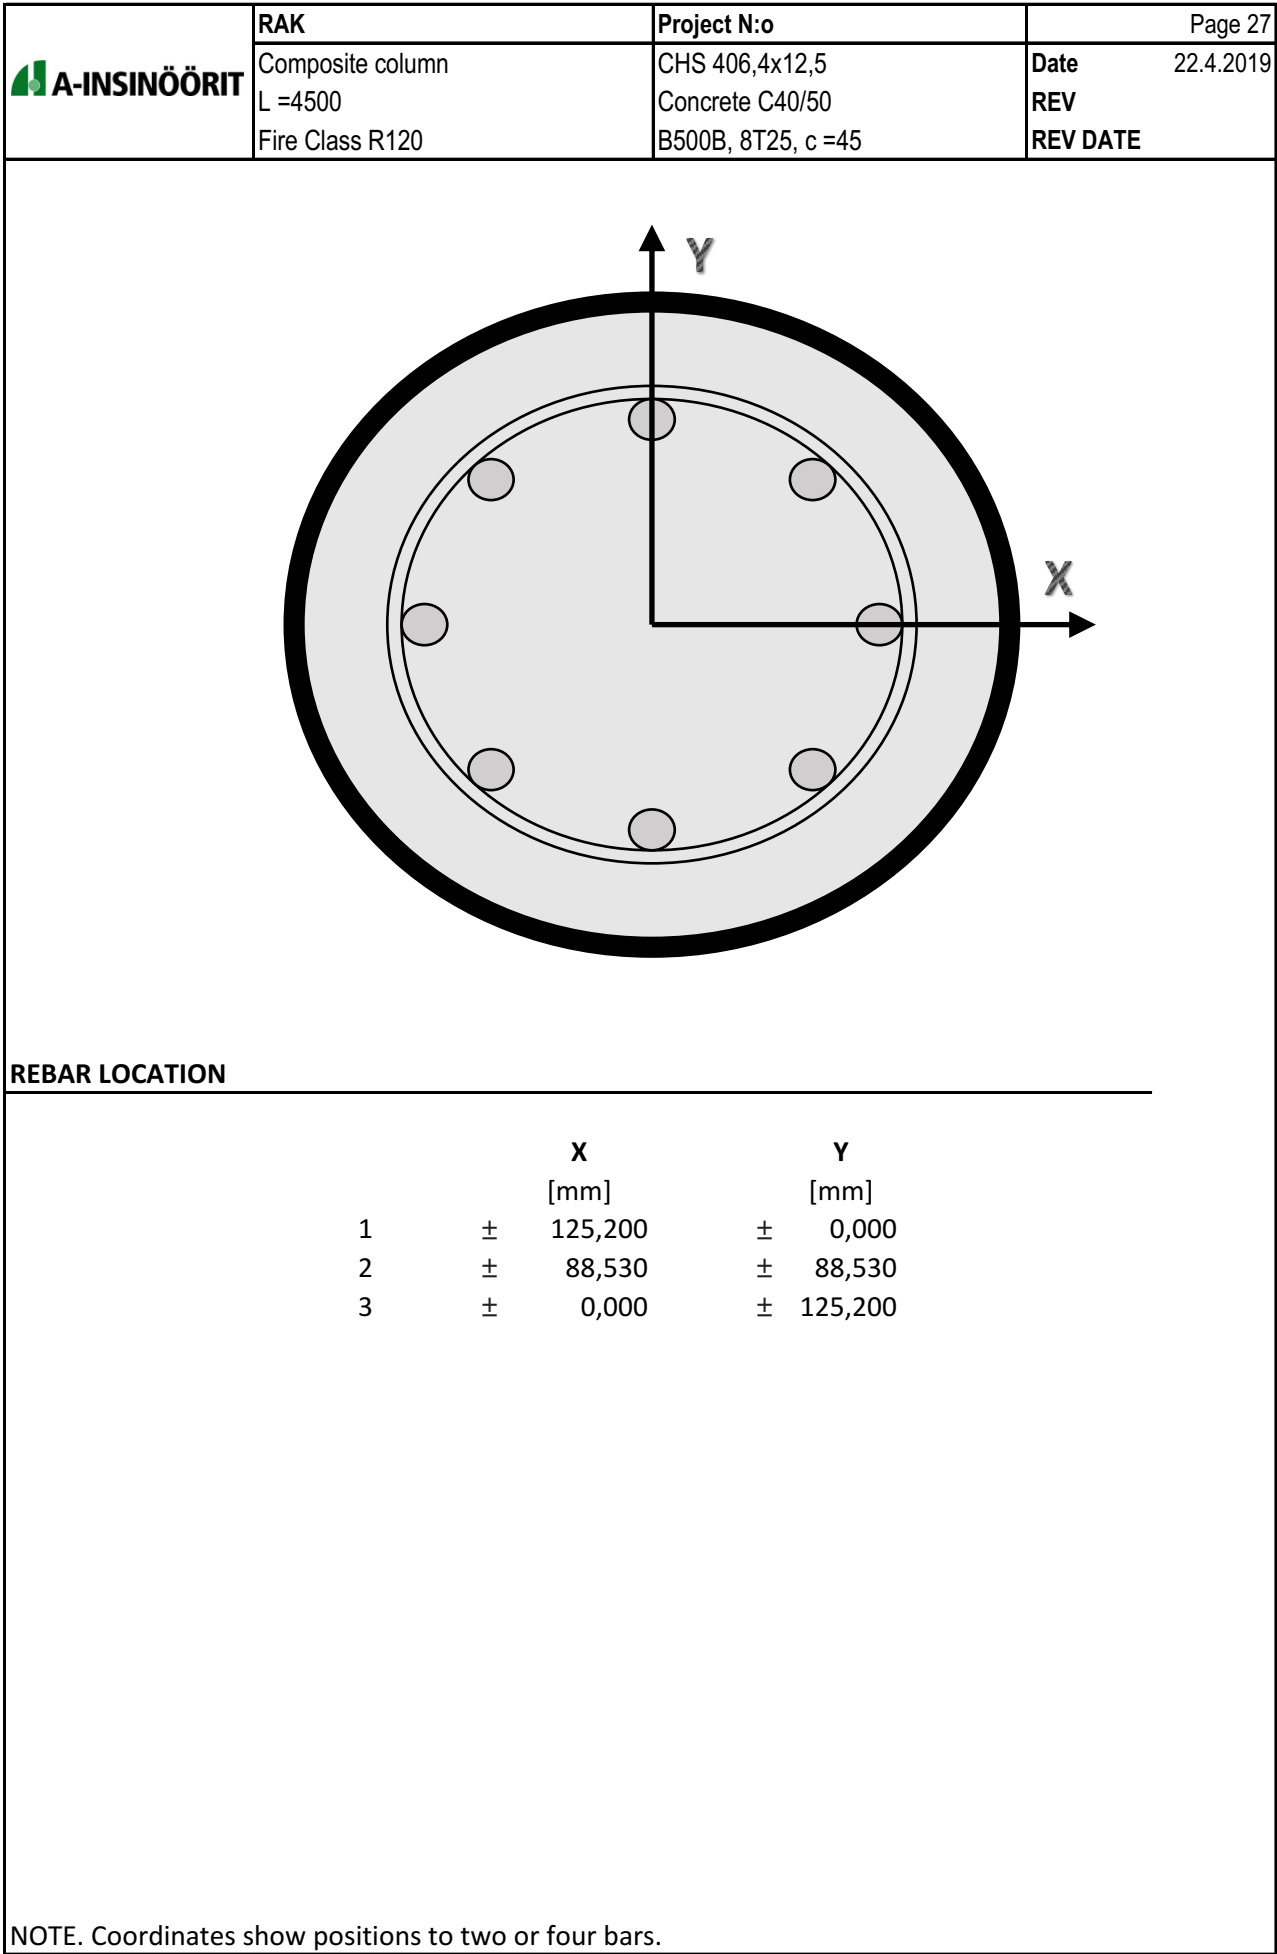 A-INSINÖÖRIT
RAK Project N:o Page 27
Composite column CHS 406,4x12,5 Date 22.4.2019
L =4500 Concrete C40/50 REV
Fire Class R120 B500B, 8T25, c =45 REV DATE
Y
X
REBAR LOCATION
X Y
[mm] [mm]
1 ± 125,200 ± 0,000
2 ± 88,530 ± 88,530
3 ± 0,000 ± 125,200
NOTE. Coordinates show positions to two or four bars.